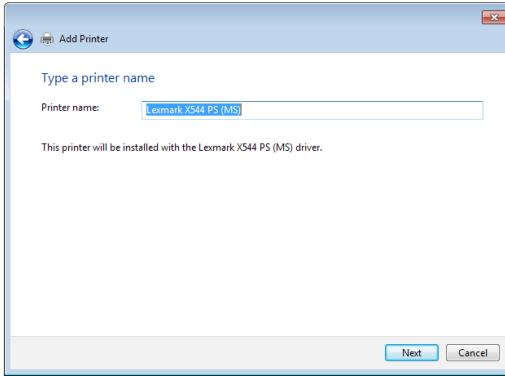 Add Printer
Type a printer name
Printer name: Lexmark X544 PS (MS)
This printer will be installed with the Lexmark X544 PS (MS) driver.
Next Cancel